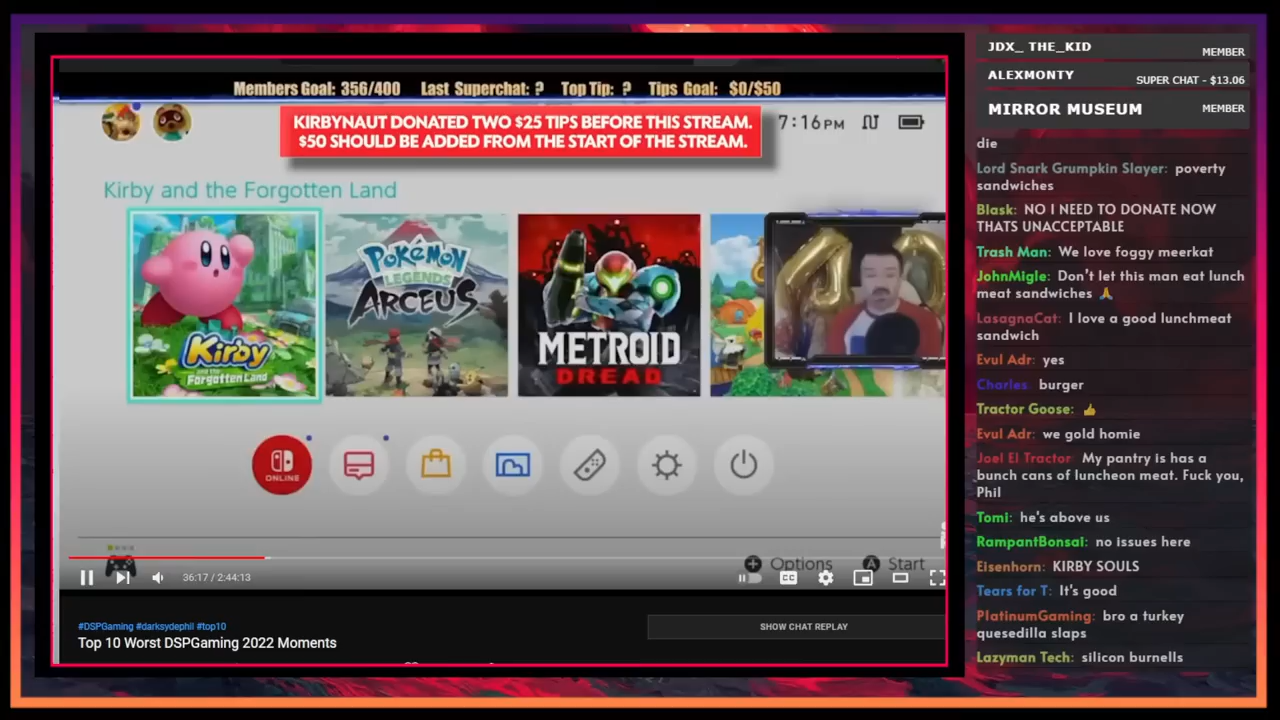 Members Goal: 356/400 Last Superchat: ? Top Tip: ? Tips Goal: $0/$50
KIRBYNAUT DONATED TWO $25 TIPS BEFORE THIS STREAM.
$50 SHOULD BE ADDED FROM THE START OF THE STREAM.
7:16PM
Kirby and the Forgotten Land
Kirby
and the
Forgotten Land
Pokémon
LEGENDS
ARCEUS
METROID
DREAD
40
ONLINE
Options
Start
36:17 / 2:44:13
CC
#DSPGaming #darksydephil #top10
Top 10 Worst DSPGaming 2022 Moments
SHOW CHAT REPLAY
JDX_ THE_KID MEMBER
ALEXMONTY SUPER CHAT - $13.06
MIRROR MUSEUM MEMBER
die
Lord Snark Grumpkin Slayer: poverty
sandwiches
Blask: NO I NEED TO DONATE NOW
THATS UNACCEPTABLE
Trash Man: We love foggy meerkat
JohnMigle: Don't let this man eat lunch
meat sandwiches 🙏
LasagnaCat: I love a good lunchmeat
sandwich
Evul Adr: yes
Charles: burger
Tractor Goose: 👍
Evul Adr: we gold homie
Joel El Tractor: My pantry is has a
bunch cans of luncheon meat. Fuck you,
Phil
Tomi: he's above us
RampantBonsai: no issues here
Eisenhorn: KIRBY SOULS
Tears for T: It's good
PlatinumGaming: bro a turkey
quesedilla slaps
Lazyman Tech: silicon burnells